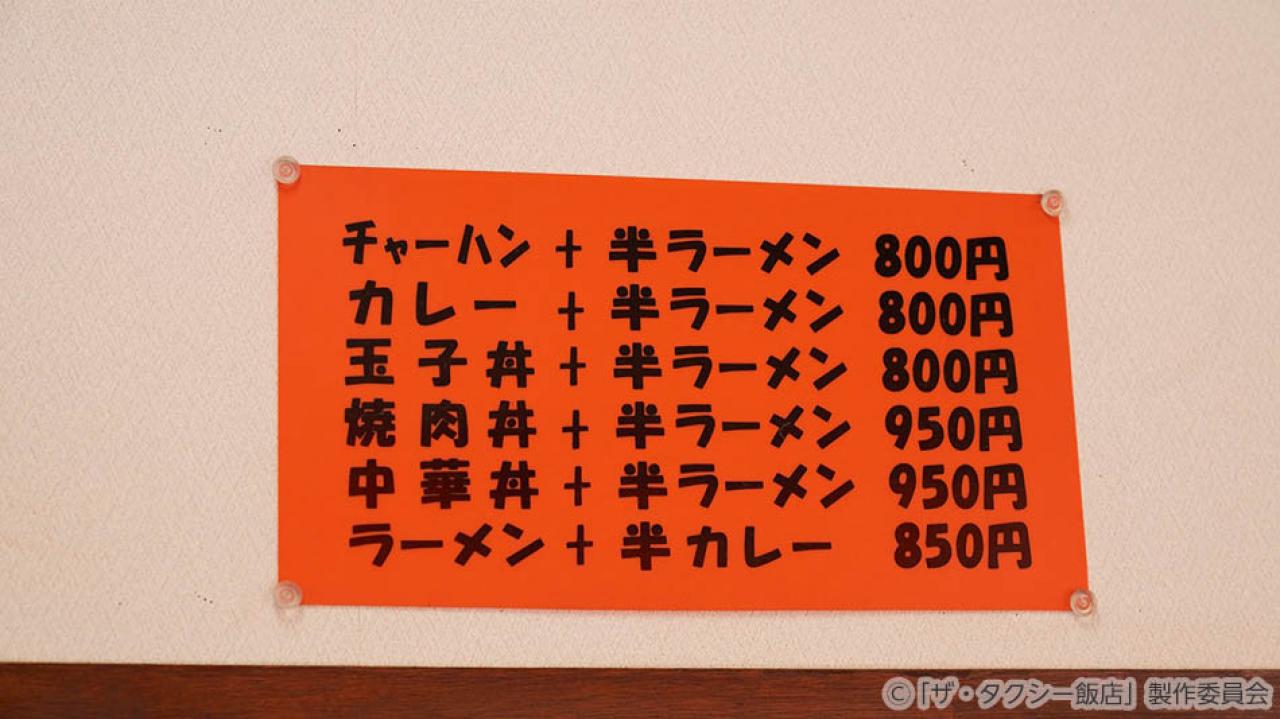 チャーハン + 半ラーメン 800円
カレー + 半ラーメン 800円
玉子丼 + 半ラーメン 800円
焼肉丼 + 半ラーメン 950円
中華丼 + 半ラーメン 950円
ラーメン + 半カレー 850円
©「ザ・タクシー飯店」製作委員会